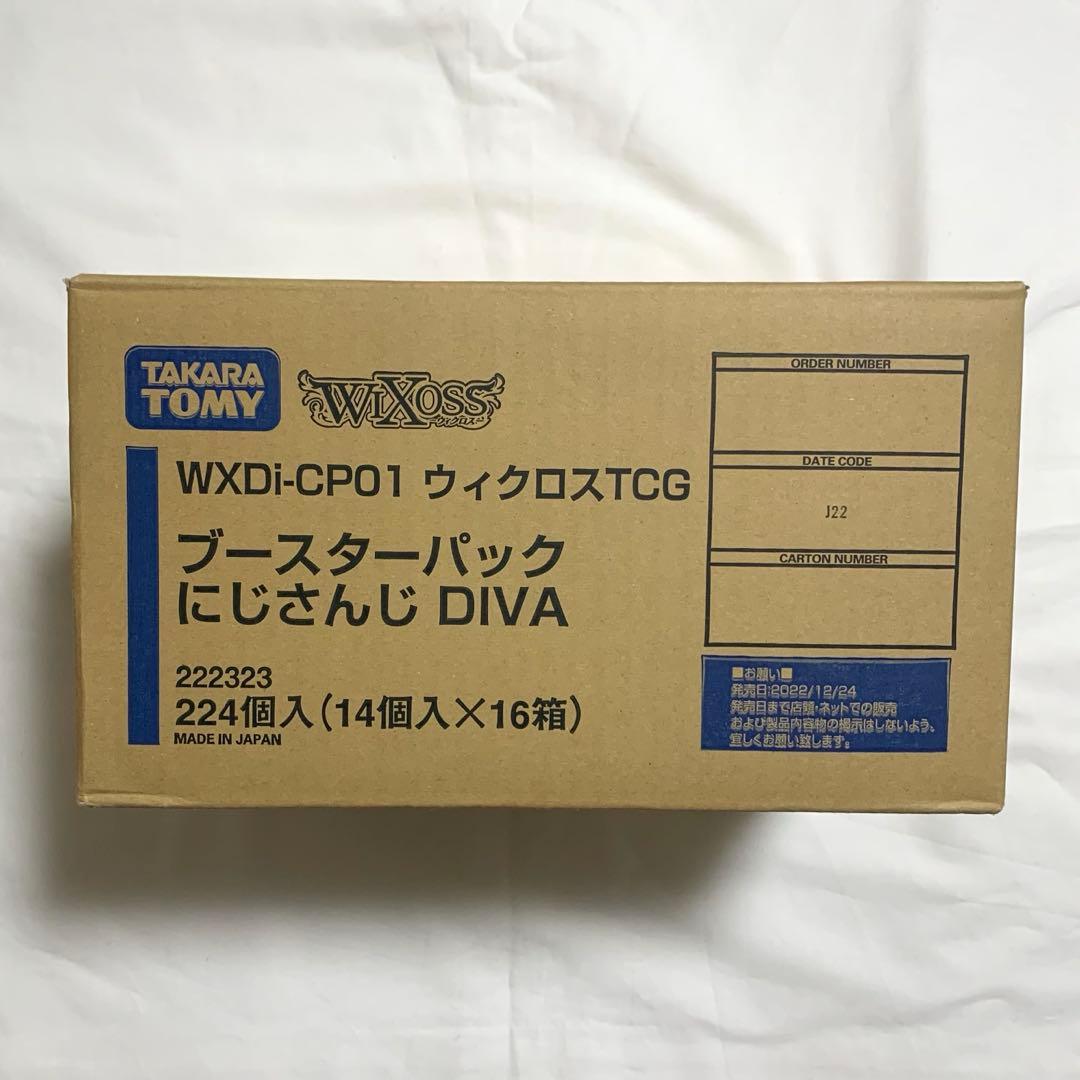 TAKARA
TOMY
WIXOSS
ウィクロス
WXDi-CP01 ウィクロスTCG
ブースターパック
にじさんじ DIVA
222323
224個入(14個入×16箱)
MADE IN JAPAN
ORDER NUMBER
DATE CODE
J22
CARTON NUMBER
■お願い■
発売日:2022/12/24
発売日まで店頭・ネットでの販売
および製品内容物の掲示はしないよう、
宜しくお願い致します。